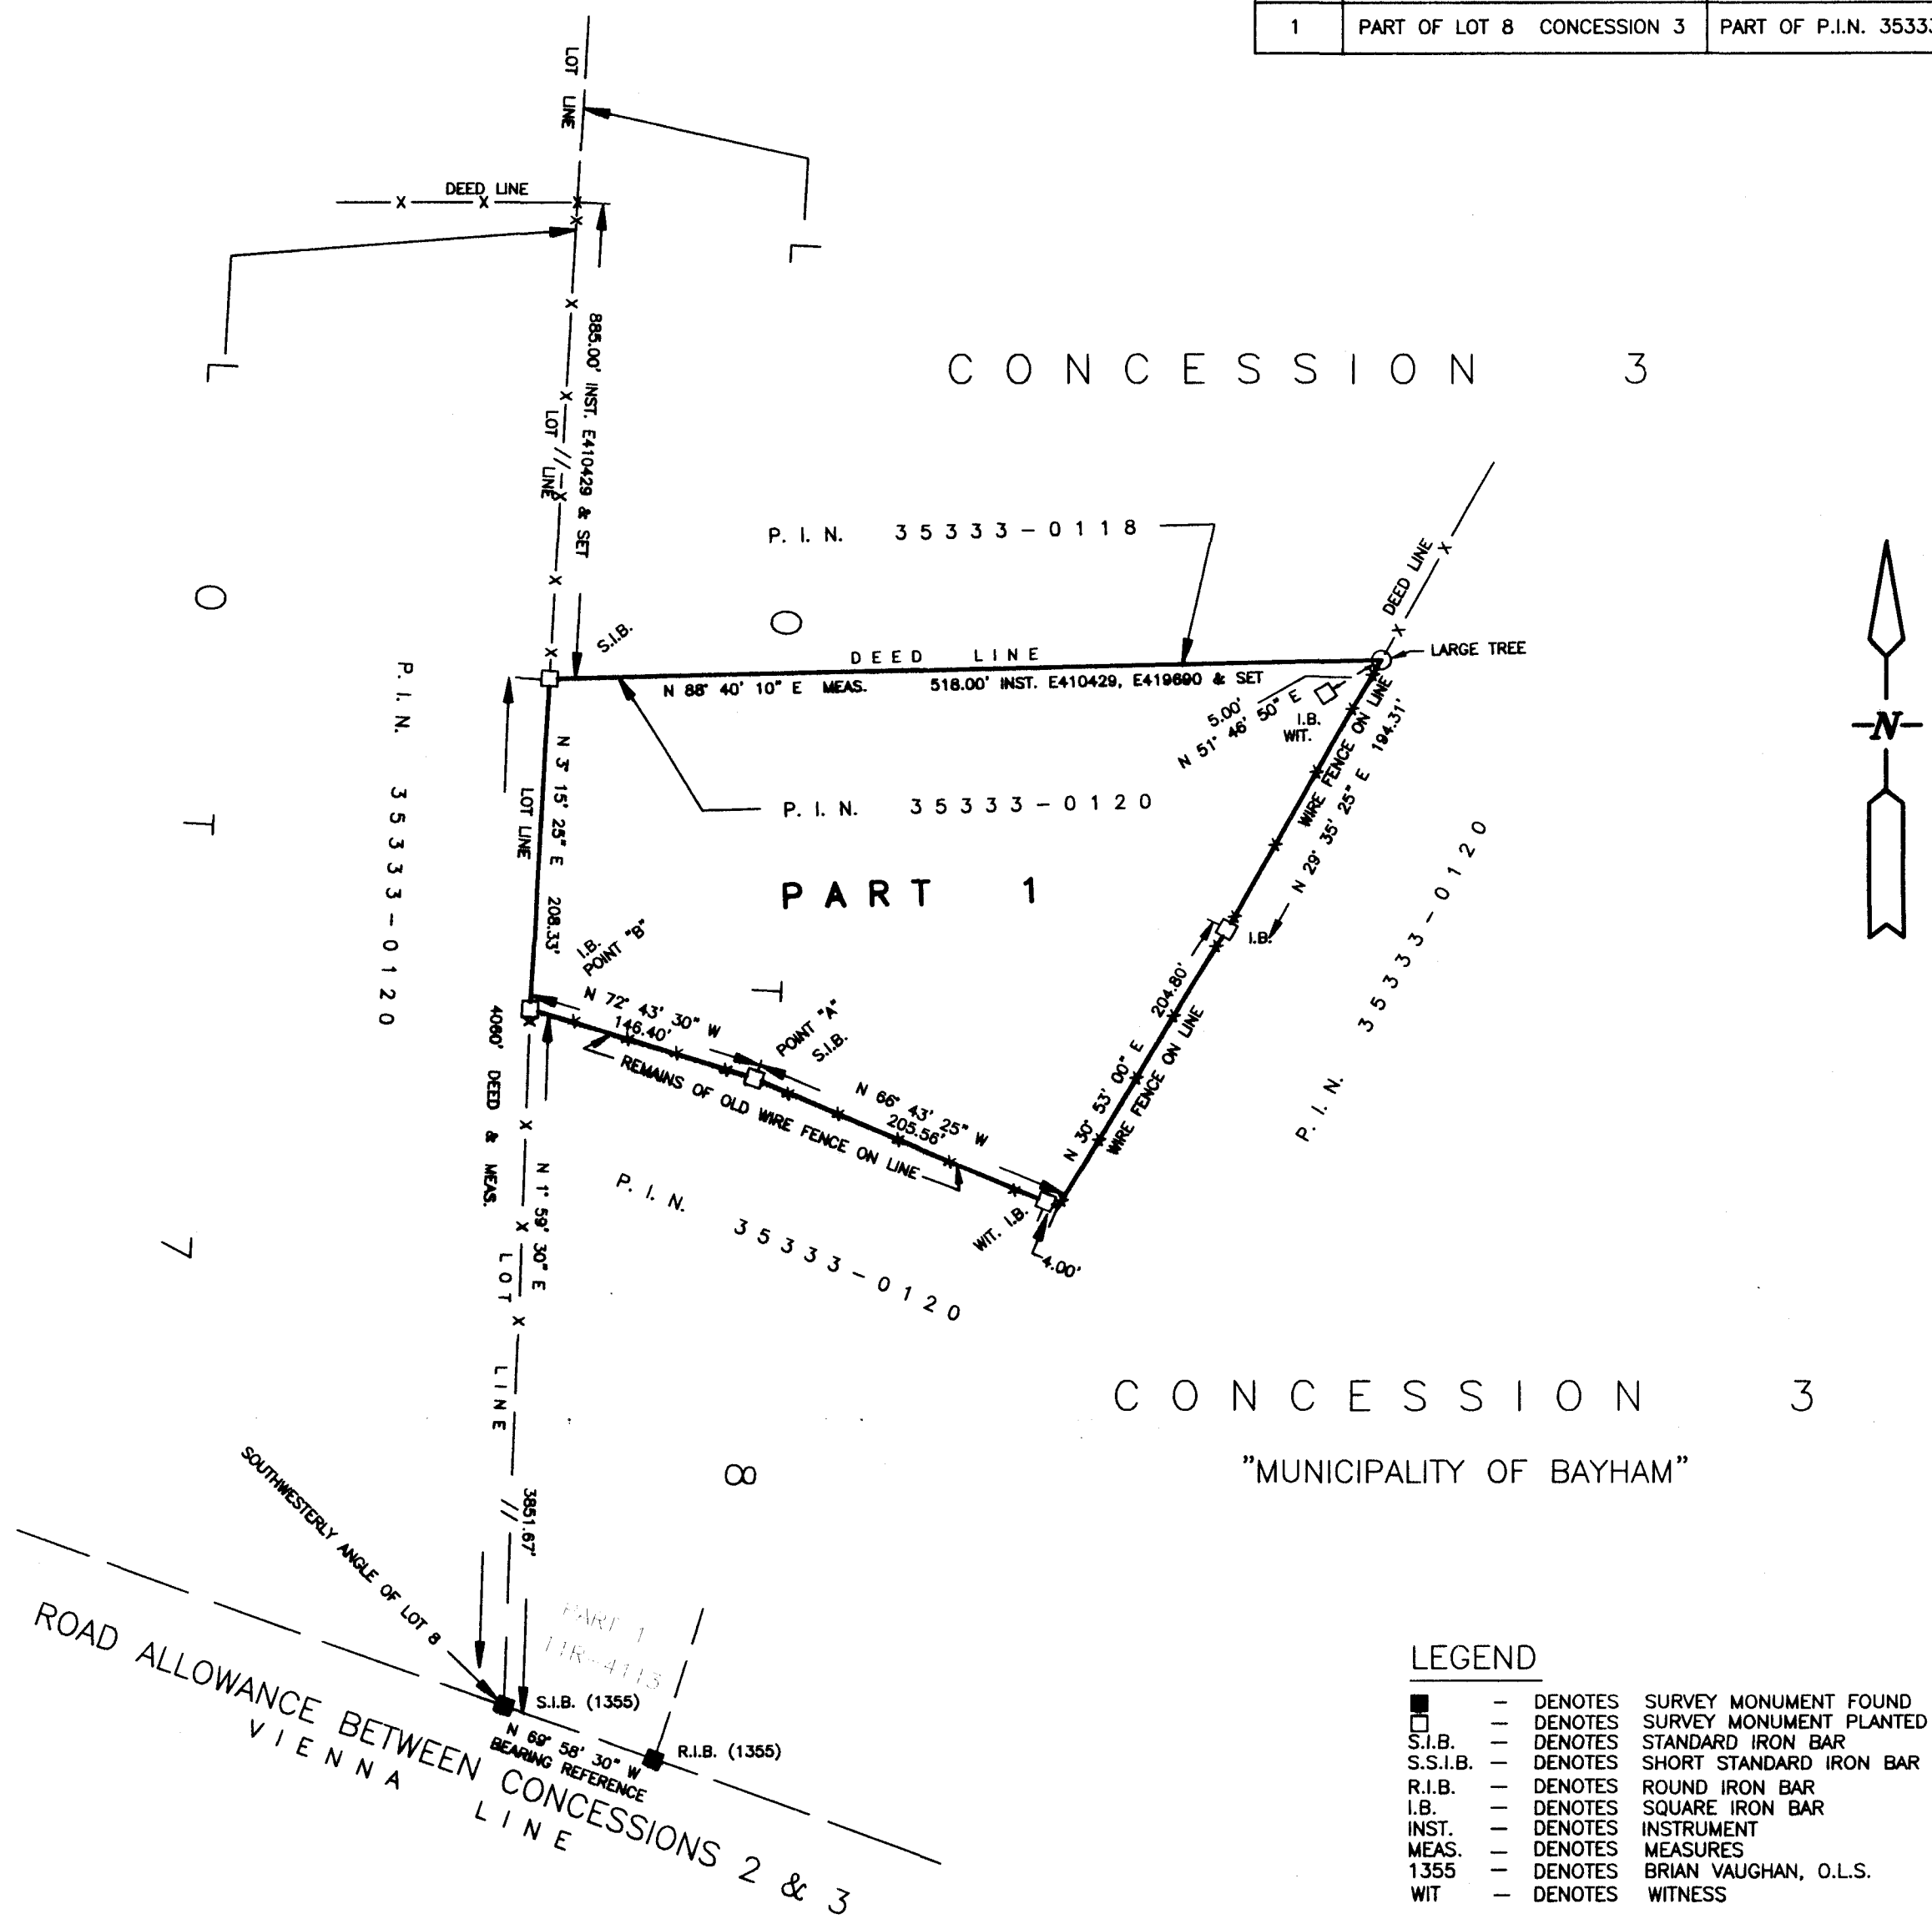 1 PART OF LOT 8 CONCESSION 3 PART OF P.I.N. 35333
LOT LINE
DEED LINE
L
L
885.00' INST. E410429 & SET
LOT LINE
CONCESSION 3
P. I. N. 35333-0118
DEED LINE
LARGE TREE
O
O
S.I.B.
DEED LINE
N 88° 40' 10" E MEAS. 518.00' INST. E410429, E419690 & SET
5.00'
N 51° 46' 50" E
I.B.
WIT.
WIRE FENCE ON LINE
N 29° 35' 25" E 194.31'
-N-
P. I. N. 35333-0120
P. I. N. 35333-0120
T
LOT LINE
N 3° 15' 25" E 208.33'
PART 1
I.B.
POINT "B"
N 72° 43' 30" W
146.40'
T
POINT "A"
S.I.B.
REMAINS OF OLD WIRE FENCE ON LINE
N 66° 43' 25" W
205.56'
I.B.
204.80'
N 30° 53' 00" E
WIRE FENCE ON LINE
P. I. N. 35333-0120
4060' DEED & MEAS.
N 1° 59' 30" E
P. I. N. 35333-0120
WIT. I.B.
4.00'
7
LOT LINE
CONCESSION 3
"MUNICIPALITY OF BAYHAM"
8
3851.67'
SOUTHWESTERLY ANGLE OF LOT 8
PART 1
11R-4113
S.I.B. (1355)
R.I.B. (1355)
N 69° 58' 30" W
BEARING REFERENCE
ROAD ALLOWANCE BETWEEN CONCESSIONS 2 & 3
VIENNA LINE
LEGEND
— DENOTES SURVEY MONUMENT FOUND
— DENOTES SURVEY MONUMENT PLANTED
S.I.B. — DENOTES STANDARD IRON BAR
S.S.I.B. — DENOTES SHORT STANDARD IRON BAR
R.I.B. — DENOTES ROUND IRON BAR
I.B. — DENOTES SQUARE IRON BAR
INST. — DENOTES INSTRUMENT
MEAS. — DENOTES MEASURES
1355 — DENOTES BRIAN VAUGHAN, O.L.S.
WIT — DENOTES WITNESS